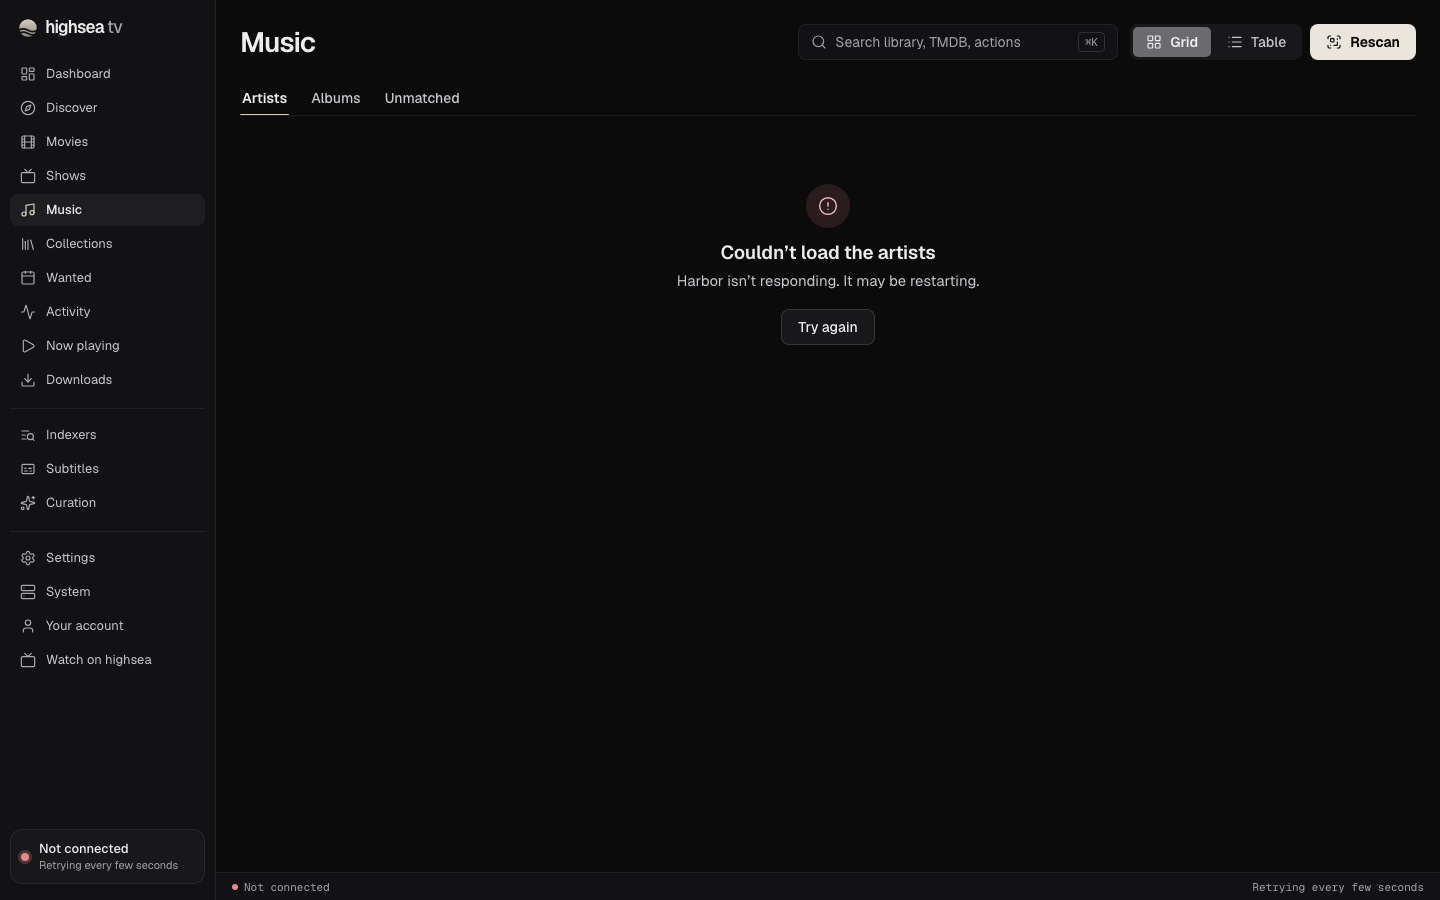 highsea tv
Dashboard
Discover
Movies
Shows
Music
Collections
Wanted
Activity
Now playing
Downloads
Indexers
Subtitles
Curation
Settings
System
Your account
Watch on highsea
Not connected
Retrying every few seconds
Music
Search library, TMDB, actions ⌘K
Grid
Table
Rescan
Artists Albums Unmatched
Couldn’t load the artists
Harbor isn’t responding. It may be restarting.
Try again
Not connected
Retrying every few seconds